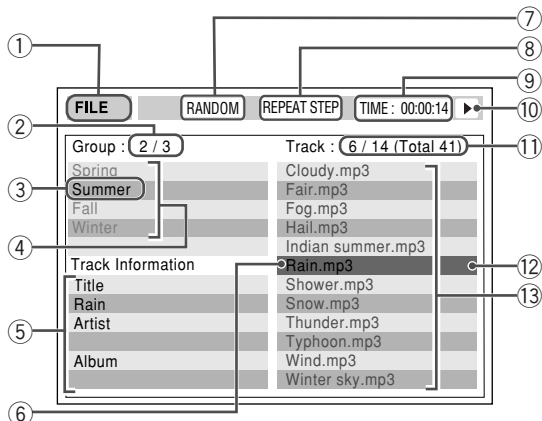 ⑦
① ⑧
⑨
FILE RANDOM REPEAT STEP TIME : 00:00:14 ⑩
②
Group : 2 / 3 Track : 6 / 14 (Total 41) ⑪
Spring Cloudy.mp3
③ Summer Fair.mp3
Fall Fog.mp3
④ Winter Hail.mp3
Indian summer.mp3
Track Information Rain.mp3 ⑫
Title Shower.mp3 ⑬
Rain Snow.mp3
⑤ Artist Thunder.mp3
Typhoon.mp3
Album Wind.mp3
Winter sky.mp3
⑥